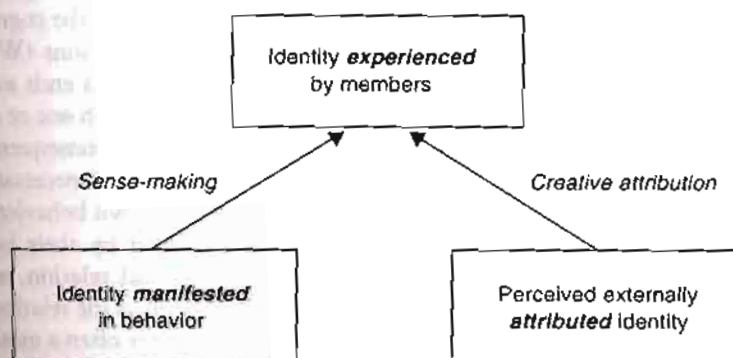 Identity experienced
by members
Sense-making
Creative attribution
Identity manifested
in behavior
Perceived externally
attributed identity